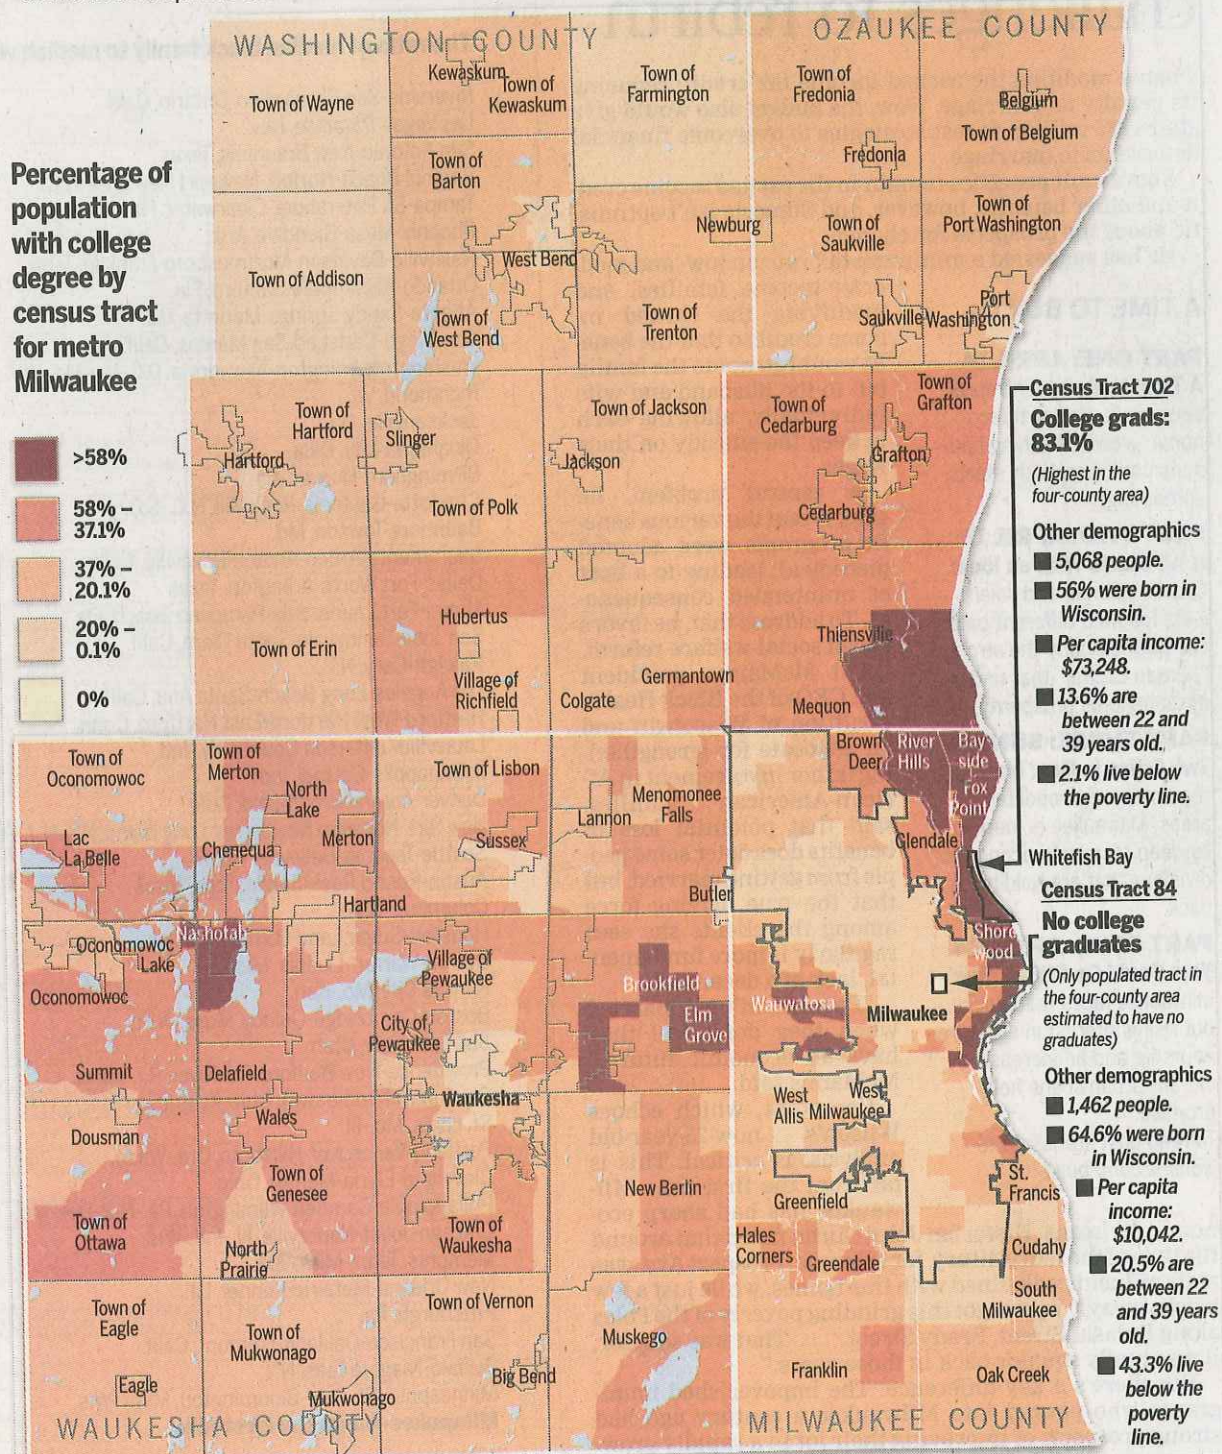 WASHINGTON COUNTY
OZAUKEE COUNTY
Percentage of
population
with college
degree by
census tract
for metro
Milwaukee
>58%
58% –
37.1%
37% –
20.1%
20% –
0.1%
0%
Town of Wayne
Kewaskum
Town of
Kewaskum
Town of
Farmington
Town of
Fredonia
Belgium
Town of Belgium
Fredonia
Town of
Barton
Newburg
Town of
Saukville
Town of
Port Washington
Town of Addison
West Bend
Town of
West Bend
Town of
Trenton
Saukville
Port
Washington
Town of
Hartford
Hartford
Slinger
Town of Jackson
Jackson
Town of Polk
Town of
Cedarburg
Town of
Grafton
Grafton
Cedarburg
Town of Erin
Hubertus
Village of
Richfield
Colgate
Germantown
Thiensville
Mequon
Town of
Oconomowoc
Town of
Merton
North
Lake
Town of Lisbon
Lac
La Belle
Chenequa
Merton
Sussex
Lannon
Menomonee
Falls
Butler
Hartland
Brown
Deer
River
Hills
Bay
side
Fox
Point
Glendale
Whitefish Bay
Nashotah
Oconomowoc
Lake
Oconomowoc
Village of
Pewaukee
City of
Pewaukee
Brookfield
Elm
Grove
Wauwatosa
Milwaukee
Shore
wood
Summit
Delafield
Waukesha
West
Allis
West
Milwaukee
Dousman
Wales
Town of
Genesee
Town of
Ottawa
North
Prairie
Town of
Waukesha
New Berlin
Greenfield
Hales
Corners
Greendale
St.
Francis
Cudahy
South
Milwaukee
Town of
Eagle
Eagle
Town of
Mukwonago
Mukwonago
Town of Vernon
Big Bend
Muskego
Franklin
Oak Creek
WAUKESHA COUNTY
MILWAUKEE COUNTY
Census Tract 702
College grads:
83.1%
(Highest in the
four-county area)
Other demographics
■ 5,068 people.
■ 56% were born in
Wisconsin.
■ Per capita income:
$73,248.
■ 13.6% are
between 22 and
39 years old.
■ 2.1% live below
the poverty line.
Census Tract 84
No college
graduates
(Only populated tract in
the four-county area
estimated to have no
graduates)
Other demographics
■ 1,462 people.
■ 64.6% were born
in Wisconsin.
■ Per capita
income:
$10,042.
■ 20.5% are
between 22
and 39 years
old.
■ 43.3% live
below the
poverty
line.